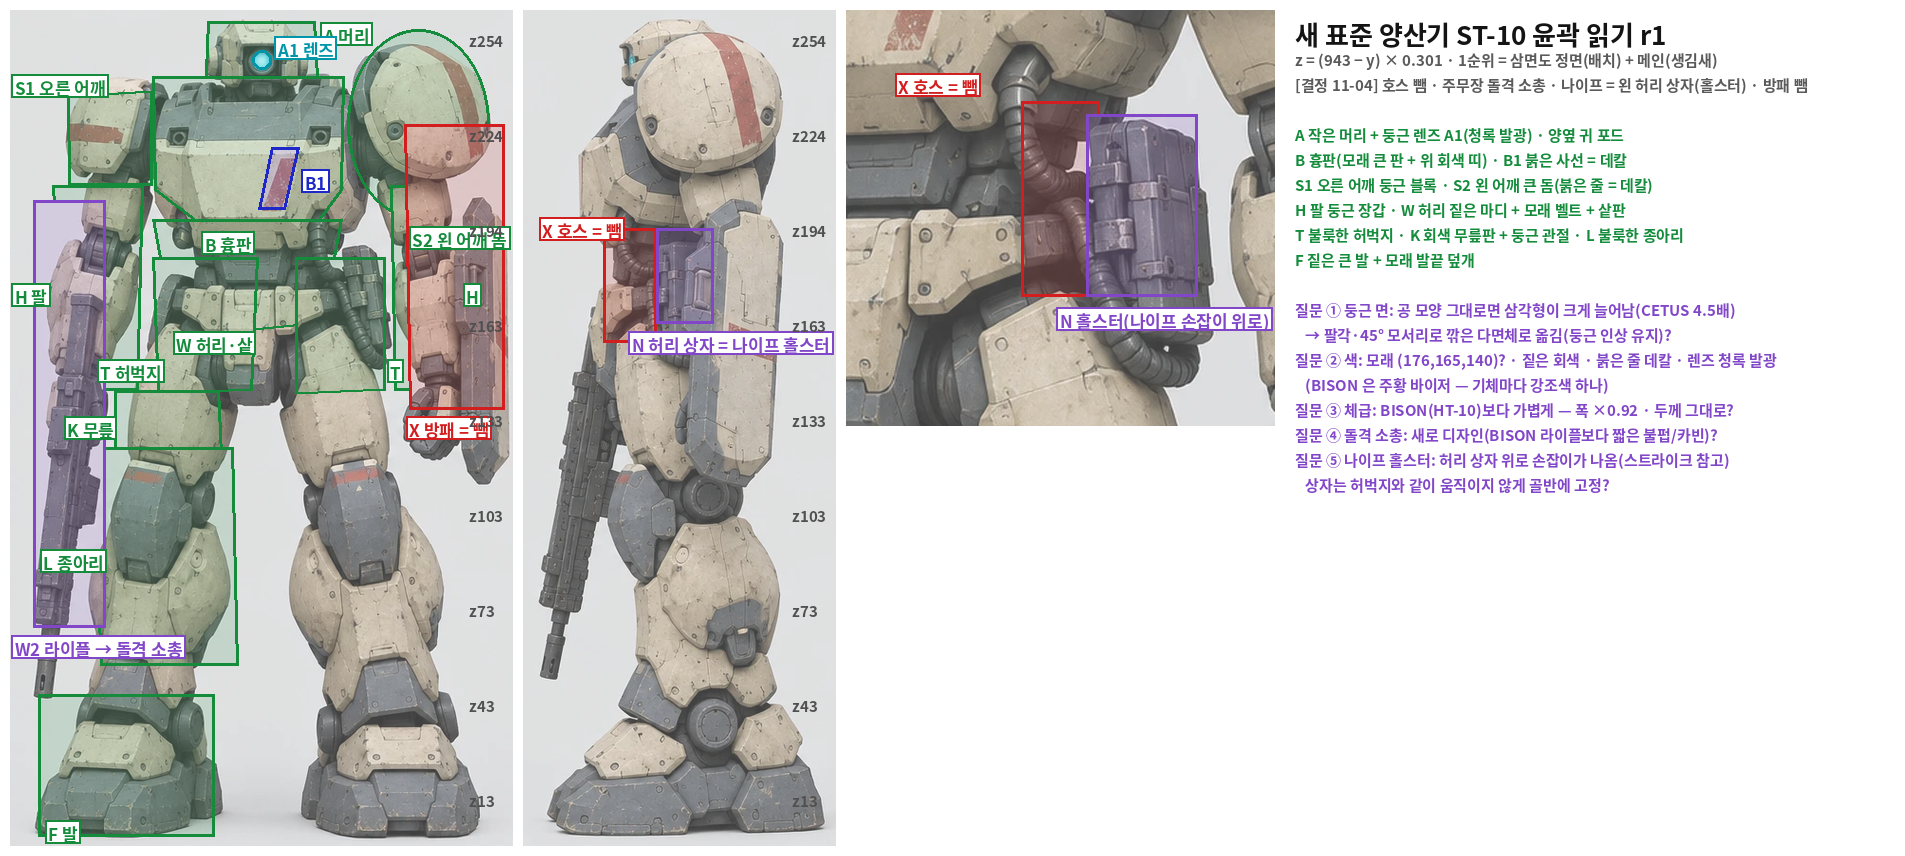 A 머리
A1 렌즈
S1 오른 어깨
B1
B 흉판
S2 왼 어깨 돔
H 팔
H
W 허리·샅
T 허벅지
T
K 무릎
X 방패 = 뺌
L 종아리
W2 라이플 → 돌격 소총
F 발
z254
z224
z194
z163
z133
z103
z73
z43
z13
X 호스 = 뺌
N 허리 상자 = 나이프 홀스터
z254
z224
z194
z163
z133
z103
z73
z43
z13
X 호스 = 뺌
N 홀스터(나이프 손잡이 위로)
새 표준 양산기 ST-10 윤곽 읽기 r1
z = (943 − y) × 0.301 · 1순위 = 삼면도 정면(배치) + 메인(생김새)
[결정 11-04] 호스 뺌 · 주무장 돌격 소총 · 나이프 = 왼 허리 상자(홀스터) · 방패 뺌
A 작은 머리 + 둥근 렌즈 A1(청록 발광) · 양옆 귀 포드
B 흉판(모래 큰 판 + 위 회색 띠) · B1 붉은 사선 = 데칼
S1 오른 어깨 둥근 블록 · S2 왼 어깨 큰 돔(붉은 줄 = 데칼)
H 팔 둥근 장갑 · W 허리 짙은 마디 + 모래 벨트 + 샅판
T 불룩한 허벅지 · K 회색 무릎판 + 둥근 관절 · L 불룩한 종아리
F 짙은 큰 발 + 모래 발끝 덮개
질문 ① 둥근 면: 공 모양 그대로면 삼각형이 크게 늘어남(CETUS 4.5배)
→ 팔각·45° 모서리로 깎은 다면체로 옮김(둥근 인상 유지)?
질문 ② 색: 모래 (176,165,140)? · 짙은 회색 · 붉은 줄 데칼 · 렌즈 청록 발광
(BISON 은 주황 바이저 — 기체마다 강조색 하나)
질문 ③ 체급: BISON(HT-10)보다 가볍게 — 폭 ×0.92 · 두께 그대로?
질문 ④ 돌격 소총: 새로 디자인(BISON 라이플보다 짧은 불펍/카빈)?
질문 ⑤ 나이프 홀스터: 허리 상자 위로 손잡이가 나옴(스트라이크 참고)
상자는 허벅지와 같이 움직이지 않게 골반에 고정?